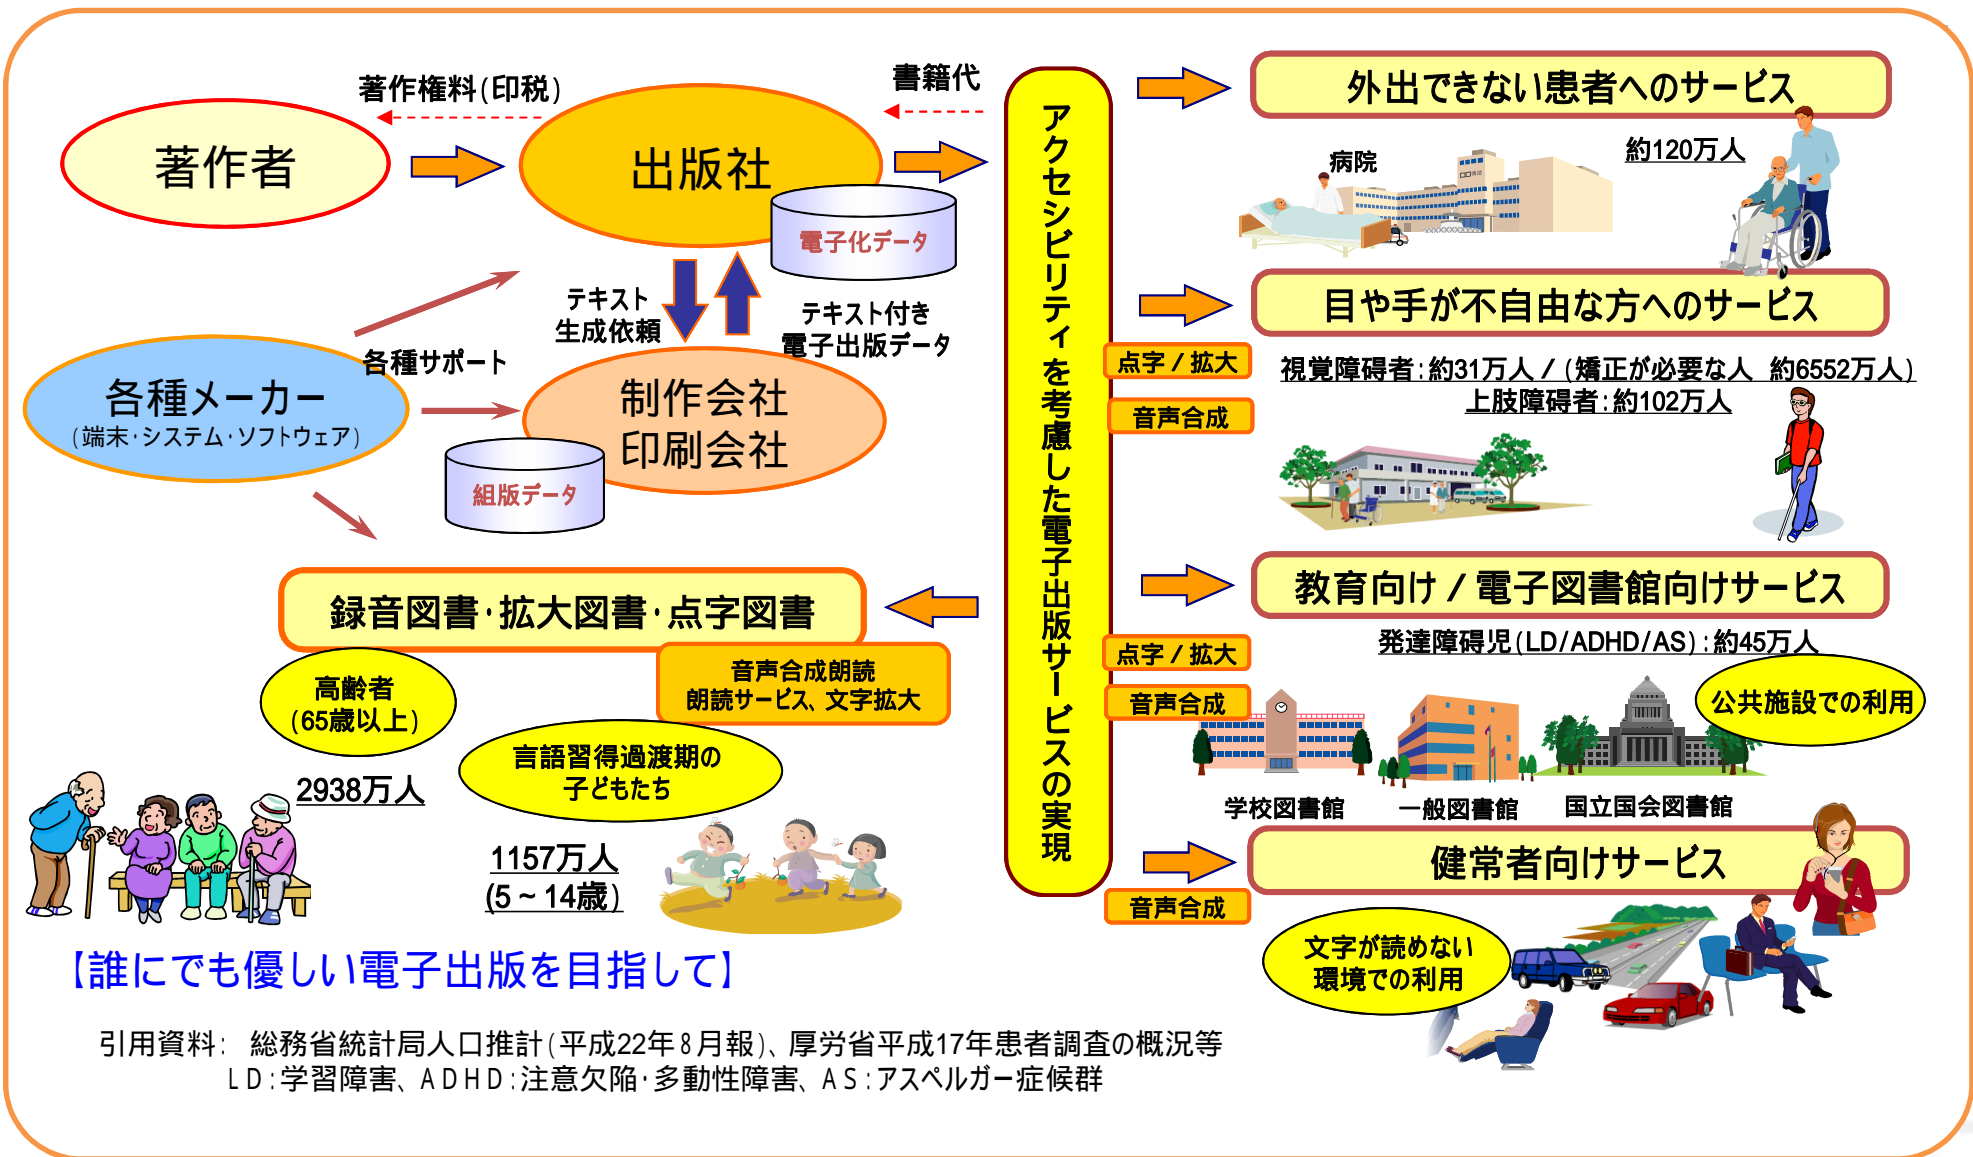 著作権料(印税)
書籍代
著作者
出版社
電子化データ
テキスト
生成依頼
テキスト付き
電子出版データ
各種サポート
各種メーカー
(端末・システム・ソフトウェア)
制作会社
印刷会社
組版データ
録音図書・拡大図書・点字図書
音声合成朗読
朗読サービス、文字拡大
高齢者
(65歳以上)
2938万人
言語習得過渡期の
子どもたち
1157万人
(5～14歳)
アクセシビリティを考慮した電子出版サービスの実現
外出できない患者へのサービス
病院
約120万人
目や手が不自由な方へのサービス
点字/拡大
音声合成
視覚障碍者:約31万人/(矯正が必要な人 約6552万人)
上肢障碍者:約102万人
教育向け/電子図書館向けサービス
発達障碍児(LD/ADHD/AS):約45万人
点字/拡大
音声合成
公共施設での利用
学校図書館
一般図書館
国立国会図書館
健常者向けサービス
音声合成
文字が読めない
環境での利用
【誰にでも優しい電子出版を目指して】
引用資料: 総務省統計局人口推計(平成22年8月報)、厚労省平成17年患者調査の概況等
LD:学習障害、ADHD:注意欠陥・多動性障害、AS:アスペルガー症候群